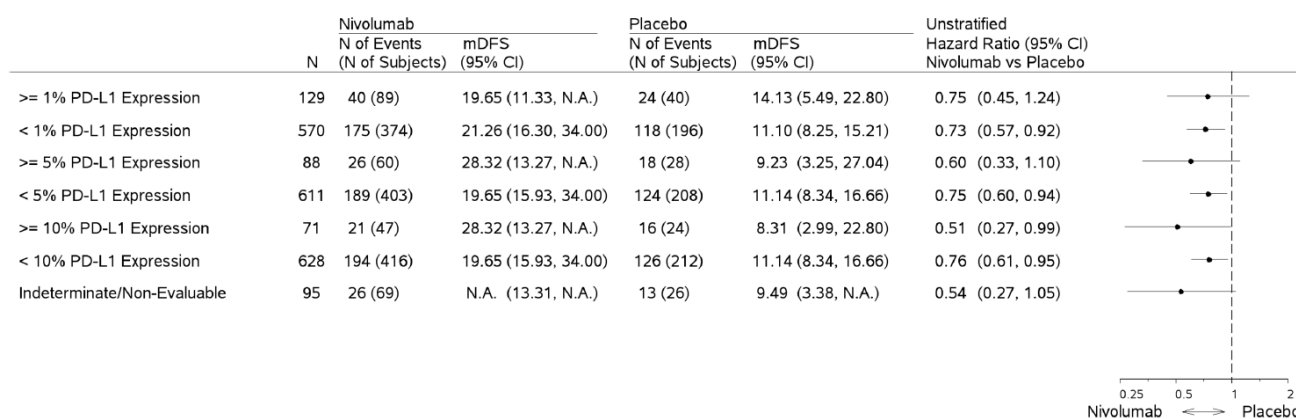 Nivolumab Placebo Unstratified
N of Events mDFS N of Events mDFS Hazard Ratio (95% CI)
N (N of Subjects) (95% CI) (N of Subjects) (95% CI) Nivolumab vs Placebo
>= 1% PD-L1 Expression 129 40 (89) 19.65 (11.33, N.A.) 24 (40) 14.13 (5.49, 22.80) 0.75 (0.45, 1.24)
< 1% PD-L1 Expression 570 175 (374) 21.26 (16.30, 34.00) 118 (196) 11.10 (8.25, 15.21) 0.73 (0.57, 0.92)
>= 5% PD-L1 Expression 88 26 (60) 28.32 (13.27, N.A.) 18 (28) 9.23 (3.25, 27.04) 0.60 (0.33, 1.10)
< 5% PD-L1 Expression 611 189 (403) 19.65 (15.93, 34.00) 124 (208) 11.14 (8.34, 16.66) 0.75 (0.60, 0.94)
>= 10% PD-L1 Expression 71 21 (47) 28.32 (13.27, N.A.) 16 (24) 8.31 (2.99, 22.80) 0.51 (0.27, 0.99)
< 10% PD-L1 Expression 628 194 (416) 19.65 (15.93, 34.00) 126 (212) 11.14 (8.34, 16.66) 0.76 (0.61, 0.95)
Indeterminate/Non-Evaluable 95 26 (69) N.A. (13.31, N.A.) 13 (26) 9.49 (3.38, N.A.) 0.54 (0.27, 1.05)
0.25 0.5 1 2
Nivolumab <—> Placebo